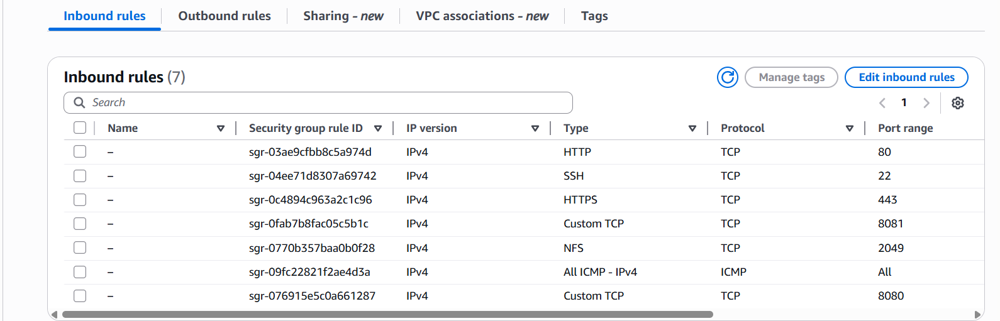 Inbound rules Outbound rules Sharing - new VPC associations - new Tags
Inbound rules (7) Manage tags Edit inbound rules
Search 1
Name Security group rule ID IP version Type Protocol Port range
– sgr-03ae9cfbb8c5a974d IPv4 HTTP TCP 80
– sgr-04ee71d8307a69742 IPv4 SSH TCP 22
– sgr-0c4894c963a2c1c96 IPv4 HTTPS TCP 443
– sgr-0fab7b8fac05c5b1c IPv4 Custom TCP TCP 8081
– sgr-0770b357baa0b0f28 IPv4 NFS TCP 2049
– sgr-09fc22821f2ae4d3a IPv4 All ICMP - IPv4 ICMP All
– sgr-076915e5c0a661287 IPv4 Custom TCP TCP 8080